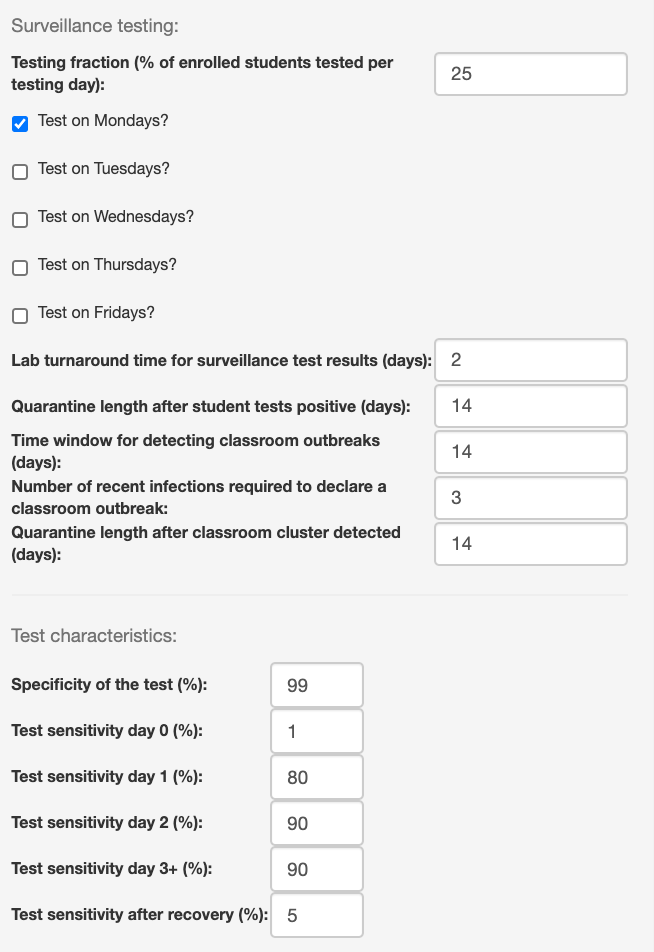 Surveillance testing:
Testing fraction (% of enrolled students tested per
testing day):
25
Test on Mondays?
Test on Tuesdays?
Test on Wednesdays?
Test on Thursdays?
Test on Fridays?
Lab turnaround time for surveillance test results (days): 2
Quarantine length after student tests positive (days): 14
Time window for detecting classroom outbreaks
(days):
14
Number of recent infections required to declare a
classroom outbreak:
3
Quarantine length after classroom cluster detected
(days):
14
Test characteristics:
Specificity of the test (%): 99
Test sensitivity day 0 (%): 1
Test sensitivity day 1 (%): 80
Test sensitivity day 2 (%): 90
Test sensitivity day 3+ (%): 90
Test sensitivity after recovery (%): 5